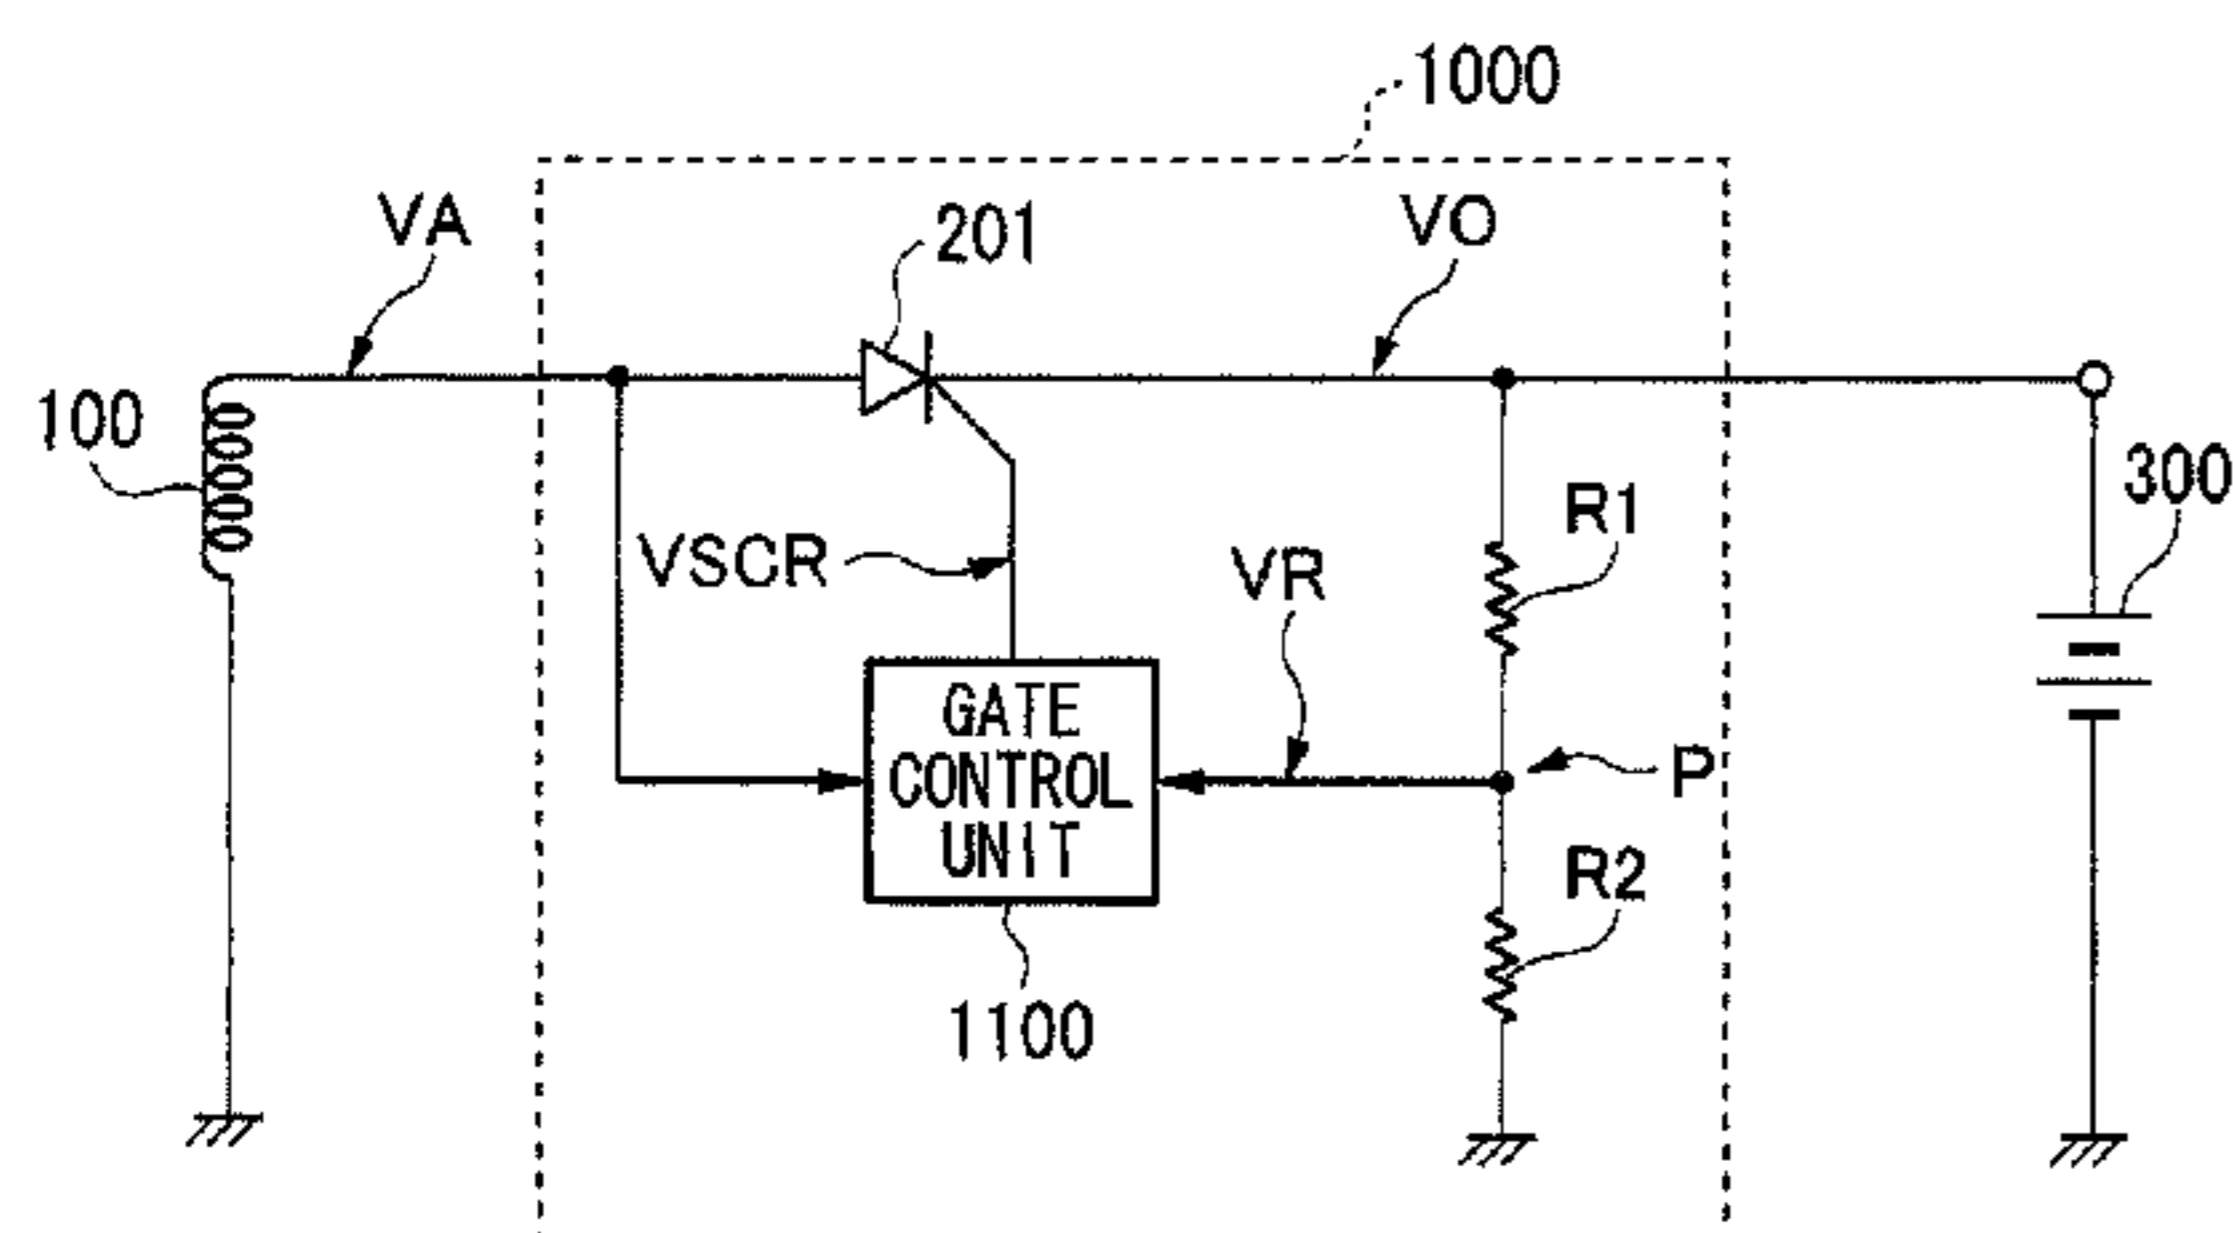 1000
VA
201
VO
100
300
R1
VSCR
VR
GATE
CONTROL
UNIT
P
R2
1100